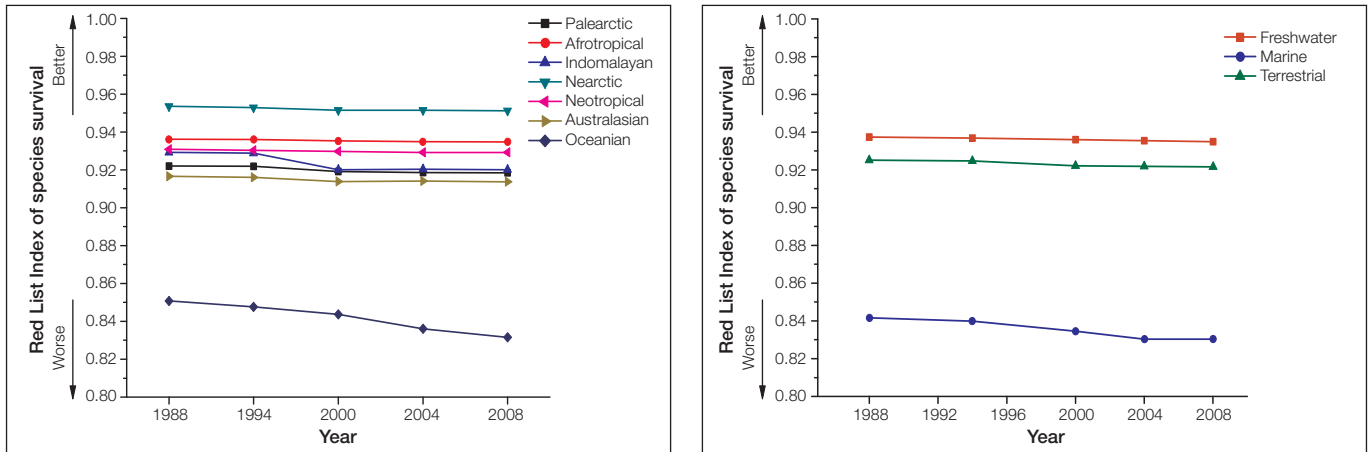 Red List Index of species survival
Better
Worse
1.00
0.98
0.96
0.94
0.92
0.90
0.88
0.86
0.84
0.82
0.80
1988
1994
2000
2004
2008
Year
Palearctic
Afrotropical
Indomalayan
Nearctic
Neotropical
Australasian
Oceanian
Red List Index of species survival
Better
Worse
1.00
0.98
0.96
0.94
0.92
0.90
0.88
0.86
0.84
0.82
0.80
1988
1992
1996
2000
2004
2008
Year
Freshwater
Marine
Terrestrial